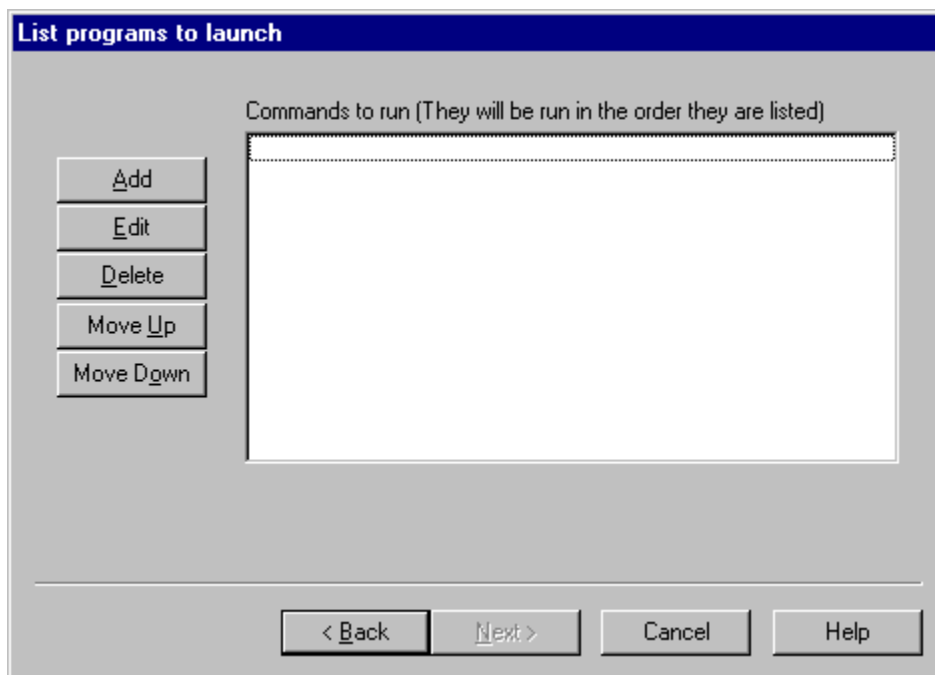 List programs to launch
Commands to run (They will be run in the order they are listed)
Add
Edit
Delete
Move Up
Move Down
< Back
Next >
Cancel
Help